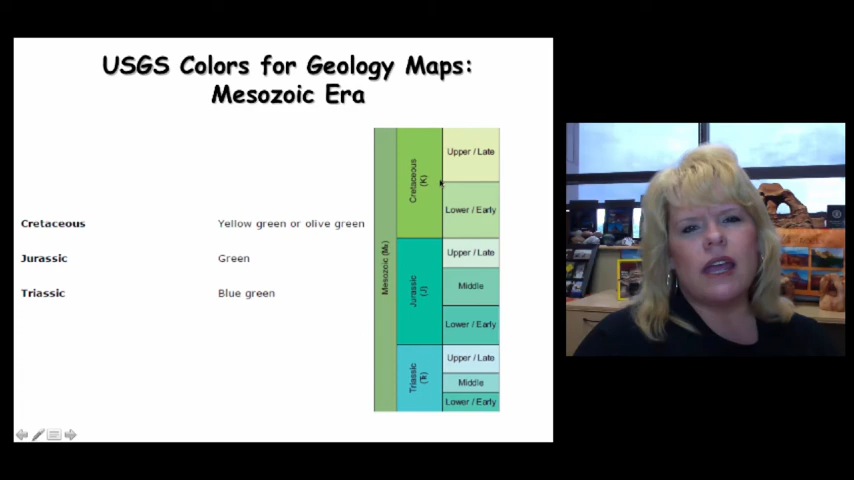 USGS Colors for Geology Maps:
Mesozoic Era
Cretaceous Yellow green or olive green
Jurassic Green
Triassic Blue green
Mesozoic (Mz)
Cretaceous
(K)
Upper / Late
Lower / Early
Jurassic
(J)
Upper / Late
Middle
Lower / Early
Triassic
Upper / Late
Middle
Lower / Early